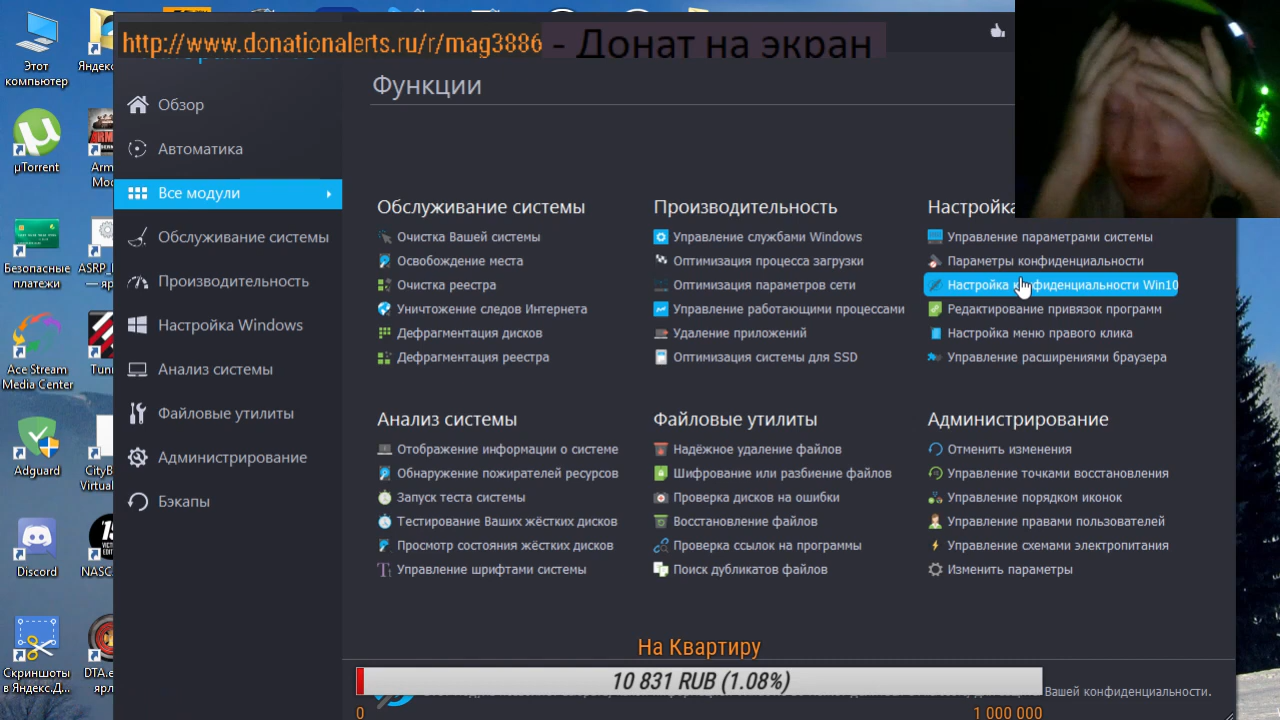 http://www.donationalerts.ru/r/mag3886 - Донат на экран
Этот
компьютер
µTorrent
Безопасные
платежи
Ace Stream
Media Center
Adguard
Discord
Скриншоты
в Яндекс.Д...
Обзор
Автоматика
Все модули
Обслуживание системы
Производительность
Настройка Windows
Анализ системы
Файловые утилиты
Администрирование
Бэкапы
Функции
Обслуживание системы
Очистка Вашей системы
Освобождение места
Очистка реестра
Уничтожение следов Интернета
Дефрагментация дисков
Дефрагментация реестра
Производительность
Управление службами Windows
Оптимизация процесса загрузки
Оптимизация параметров сети
Управление работающими процессами
Удаление приложений
Оптимизация системы для SSD
Настройка
Управление параметрами системы
Параметры конфиденциальности
Настройка конфиденциальности Win10
Редактирование привязок программ
Настройка меню правого клика
Управление расширениями браузера
Анализ системы
Отображение информации о системе
Обнаружение пожирателей ресурсов
Запуск теста системы
Тестирование Ваших жёстких дисков
Просмотр состояния жёстких дисков
Управление шрифтами системы
Файловые утилиты
Надёжное удаление файлов
Шифрование или разбиение файлов
Проверка дисков на ошибки
Восстановление файлов
Проверка ссылок на программы
Поиск дубликатов файлов
Администрирование
Отменить изменения
Управление точками восстановления
Управление порядком иконок
Управление правами пользователей
Управление схемами электропитания
Изменить параметры
На Квартиру
10 831 RUB (1.08%)
Вашей конфиденциальности.
0
1 000 000